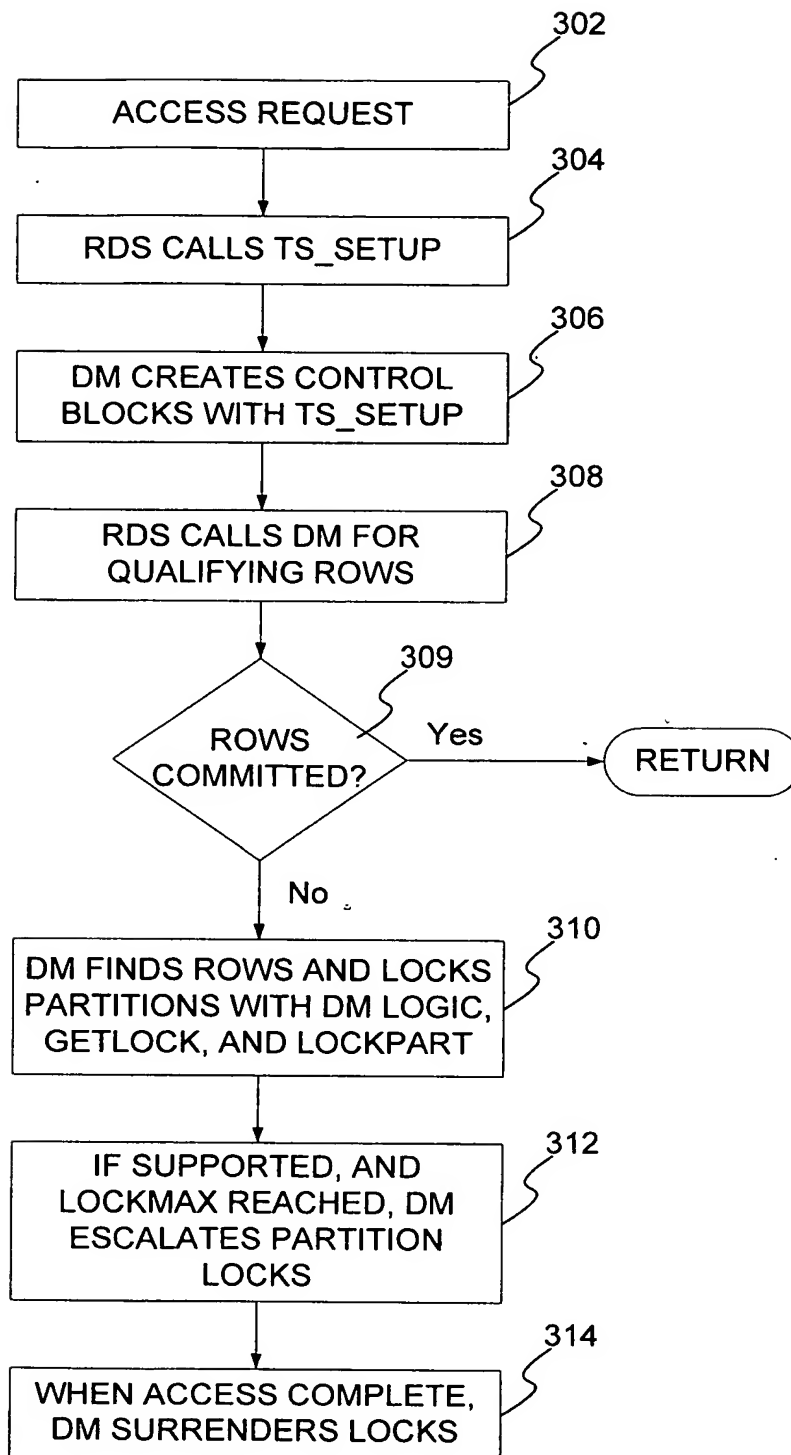 302
ACCESS REQUEST
304
RDS CALLS TS_SETUP
306
DM CREATES CONTROL
BLOCKS WITH TS_SETUP
308
RDS CALLS DM FOR
QUALIFYING ROWS
309
ROWS
COMMITTED?
Yes
RETURN
No
310
DM FINDS ROWS AND LOCKS
PARTITIONS WITH DM LOGIC,
GETLOCK, AND LOCKPART
312
IF SUPPORTED, AND
LOCKMAX REACHED, DM
ESCALATES PARTITION
LOCKS
314
WHEN ACCESS COMPLETE,
DM SURRENDERS LOCKS